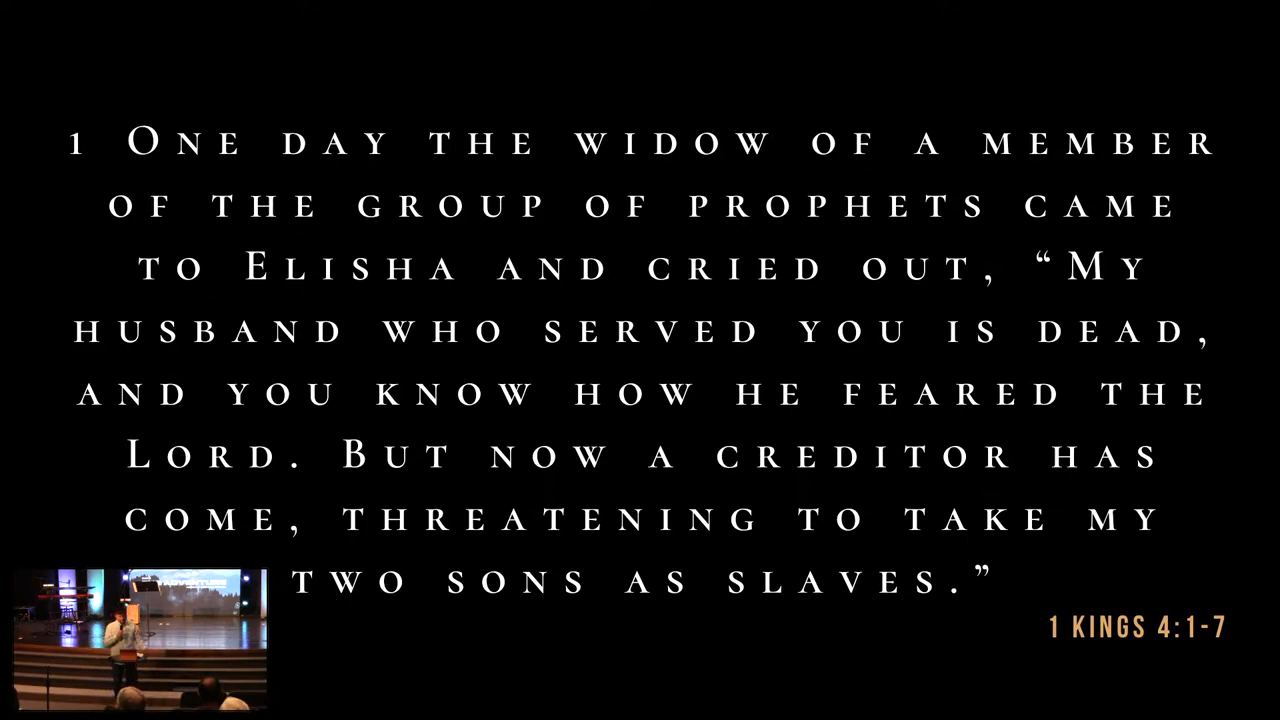 1 One day the widow of a member
of the group of prophets came
to Elisha and cried out, “My
husband who served you is dead,
and you know how he feared the
Lord. But now a creditor has
come, threatening to take my
two sons as slaves.”
1 KINGS 4:1-7